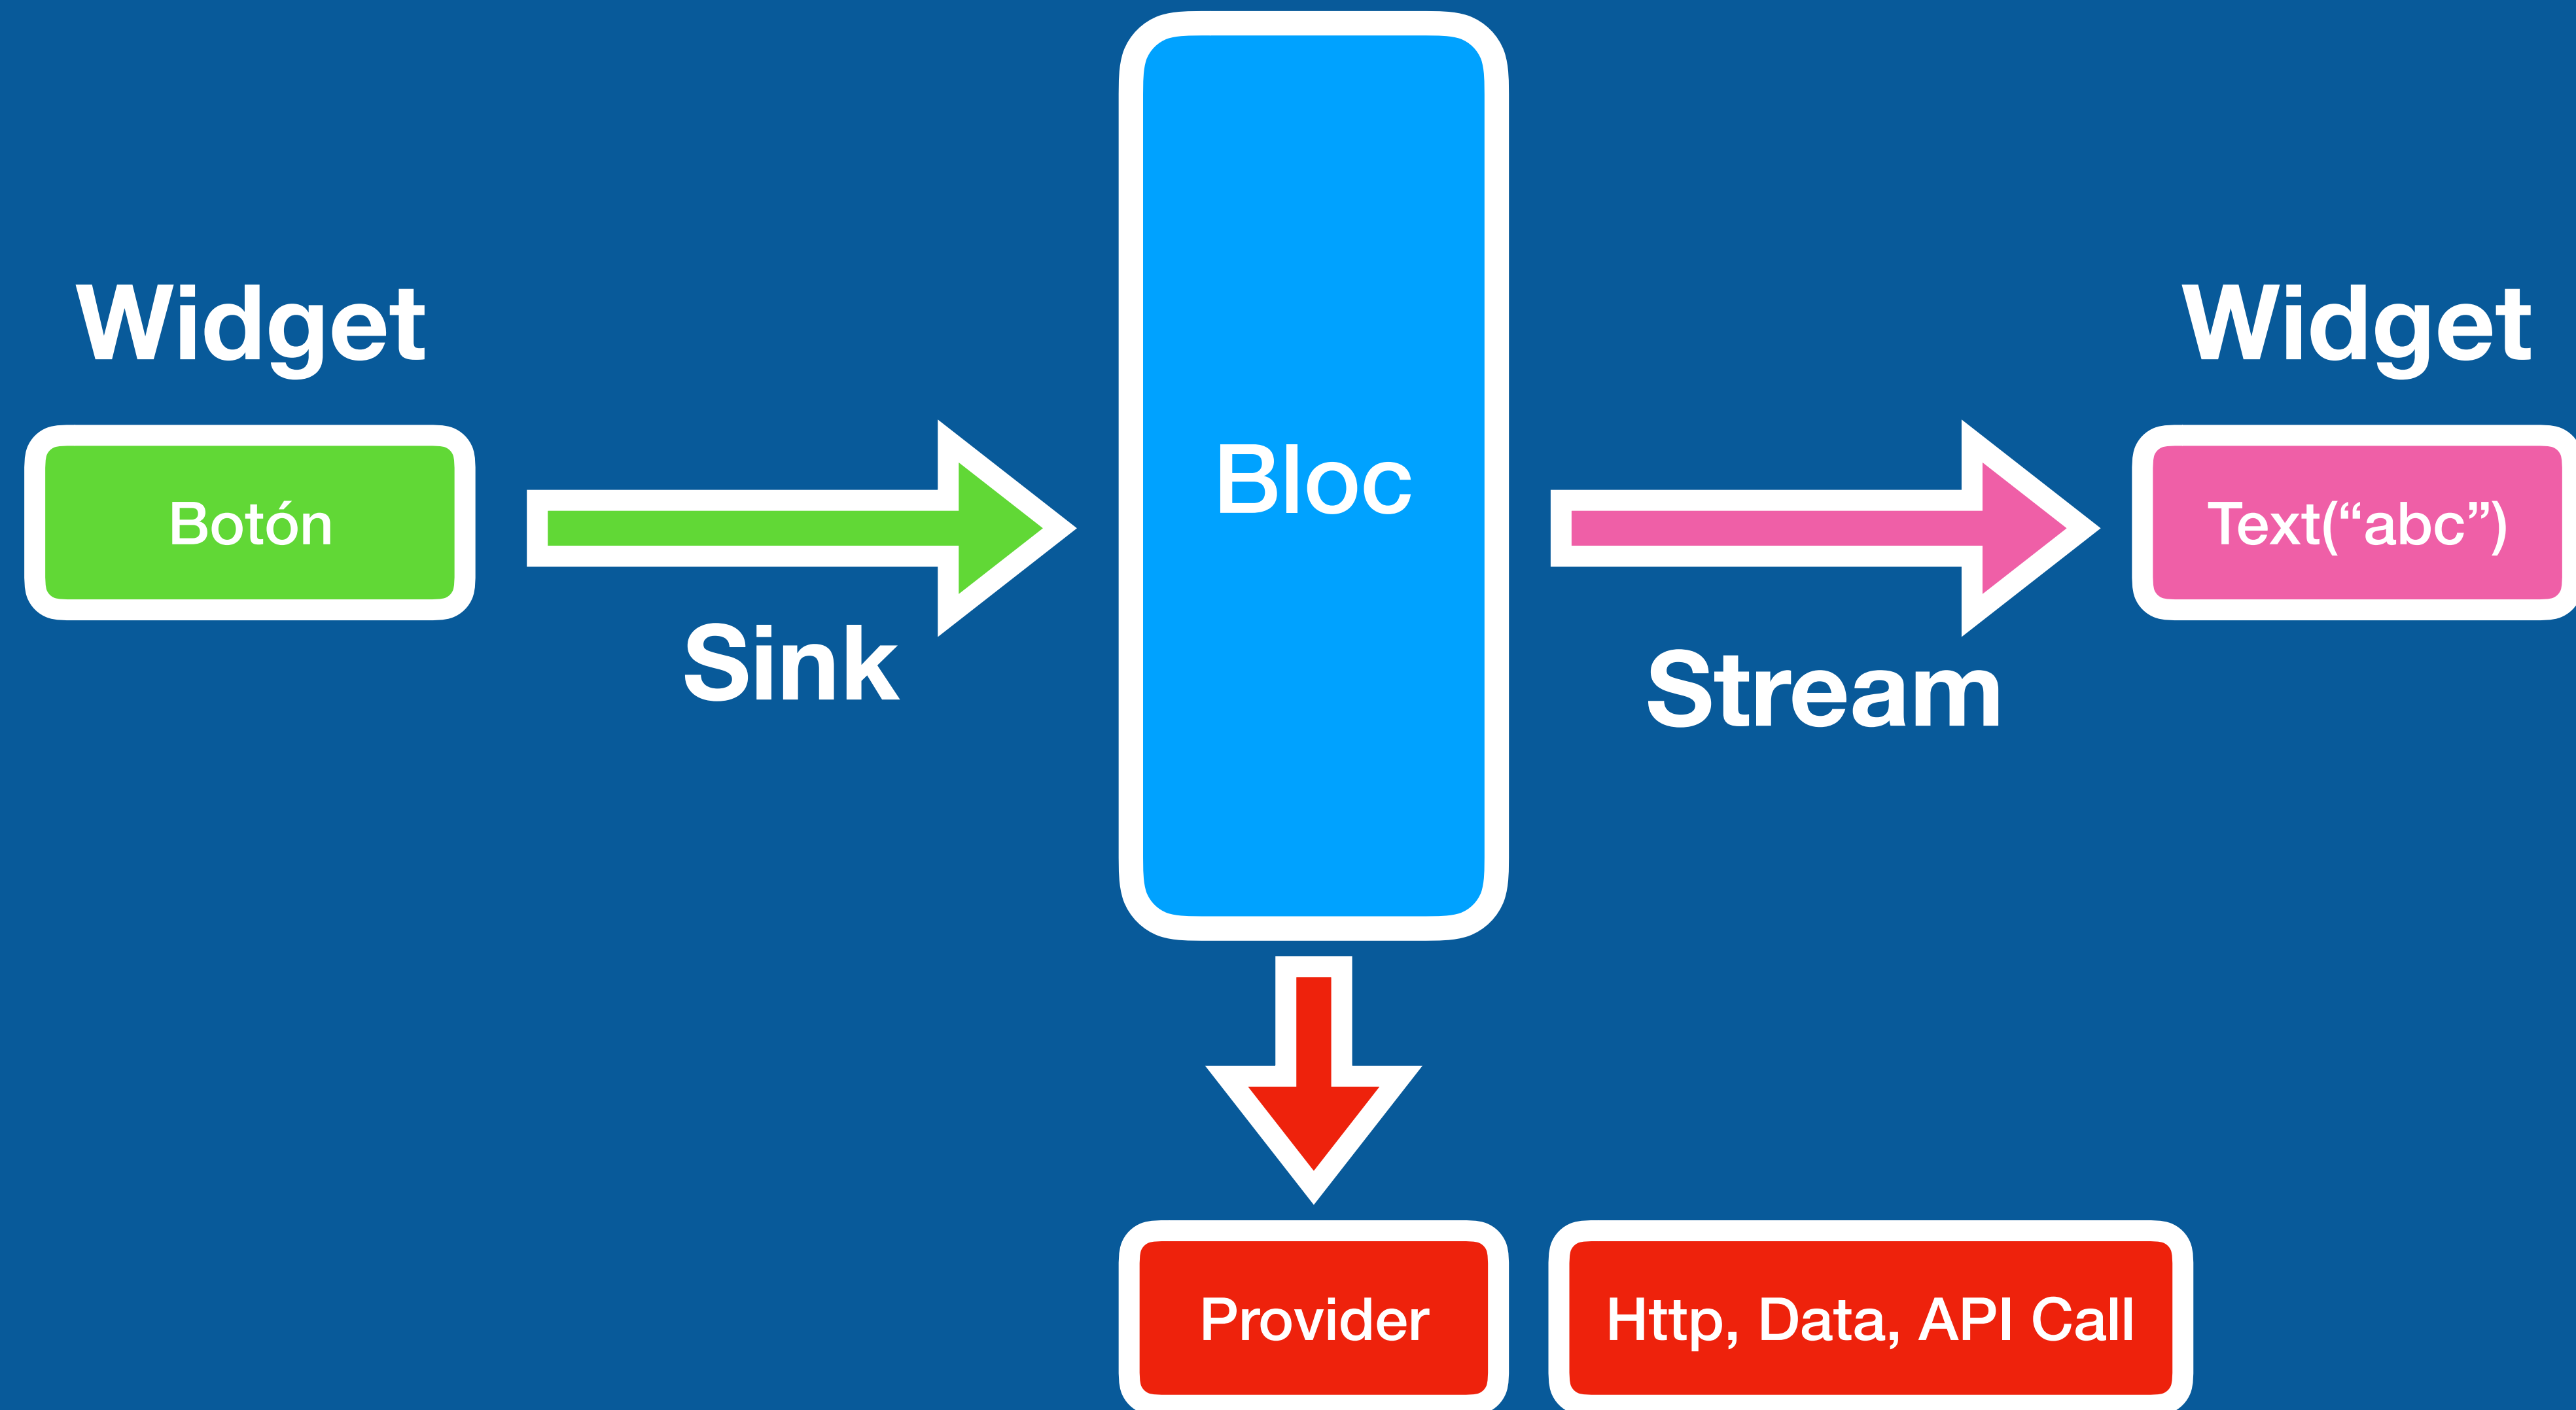 Widget
Botón
Sink
Bloc
Stream
Widget
Text(“abc”)
Provider
Http, Data, API Call